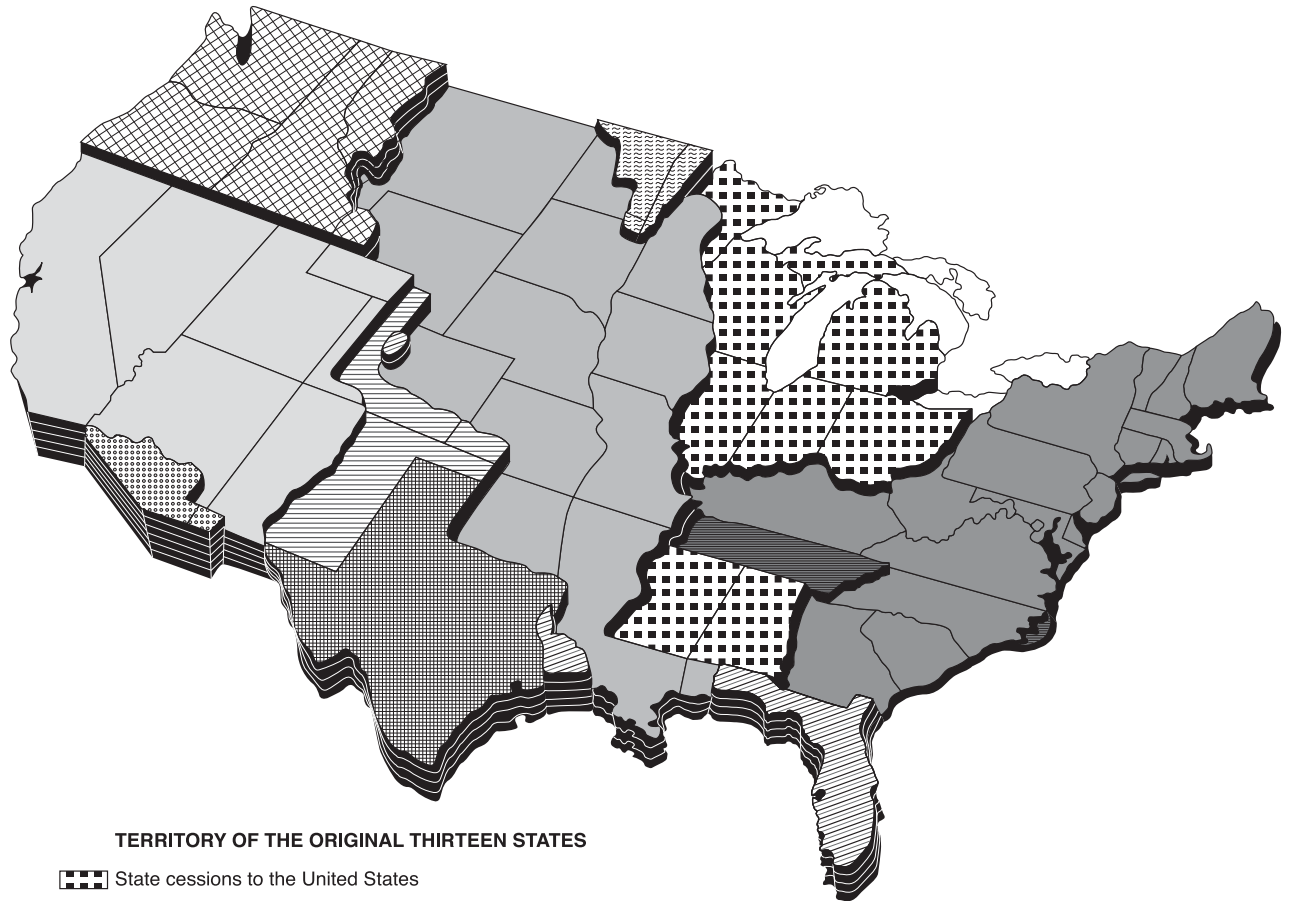 TERRITORY OF THE ORIGINAL THIRTEEN STATES
State cessions to the United States